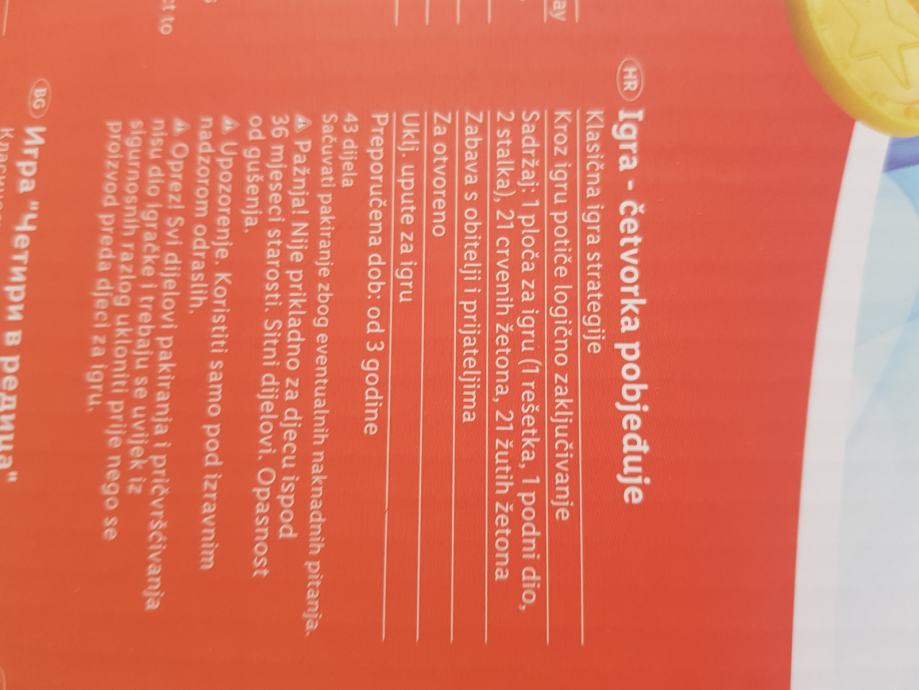 ay
HR Igra - četvorka pobjeđuje
Klasična igra strategije
Kroz igru potiče logično zaključivanje
Sadržaj: 1 ploča za igru (1 rešetka, 1 podni dio,
2 stalka), 21 crvenih žetona, 21 žutih žetona
Zabava s obitelji i prijateljima
Za otvoreno
Uklj. upute za igru
Preporučena dob: od 3 godine
43 dijela
Sačuvati pakiranje zbog eventualnih naknadnih pitanja.
⚠ Pažnja! Nije prikladno za djecu ispod
36 mjeseci starosti. Sitni dijelovi. Opasnost
od gušenja.
⚠ Upozorenje. Koristiti samo pod izravnim
nadzorom odraslih.
⚠ Oprez! Svi dijelovi pakiranja i pričvršćivanja
nisu dio igračke i trebaju se uvijek iz
sigurnosnih razlog ukloniti prije nego se
proizvod preda djeci za igru.
ct to
BG Игра "Четири в редица"